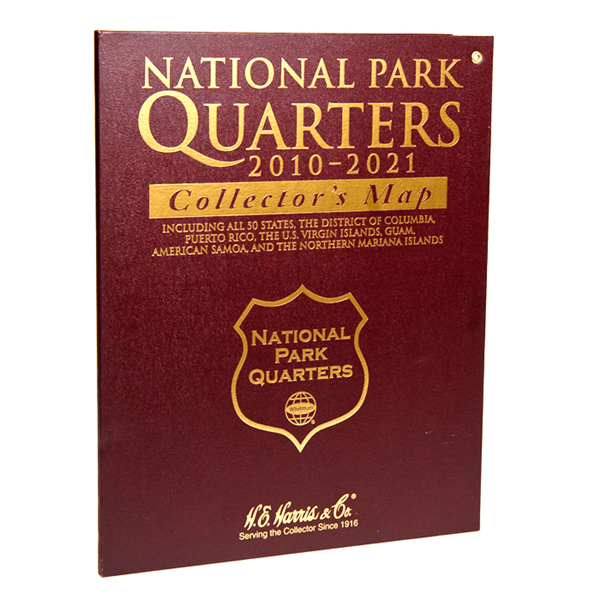 NATIONAL PARK
QUARTERS
2010-2021
Collector's Map
INCLUDING ALL 50 STATES, THE DISTRICT OF COLUMBIA,
PUERTO RICO, THE U.S. VIRGIN ISLANDS, GUAM,
AMERICAN SAMOA, AND THE NORTHERN MARIANA ISLANDS
NATIONAL
PARK
QUARTERS
Whitman®
H.E. Harris & Co.®
Serving the Collector Since 1916